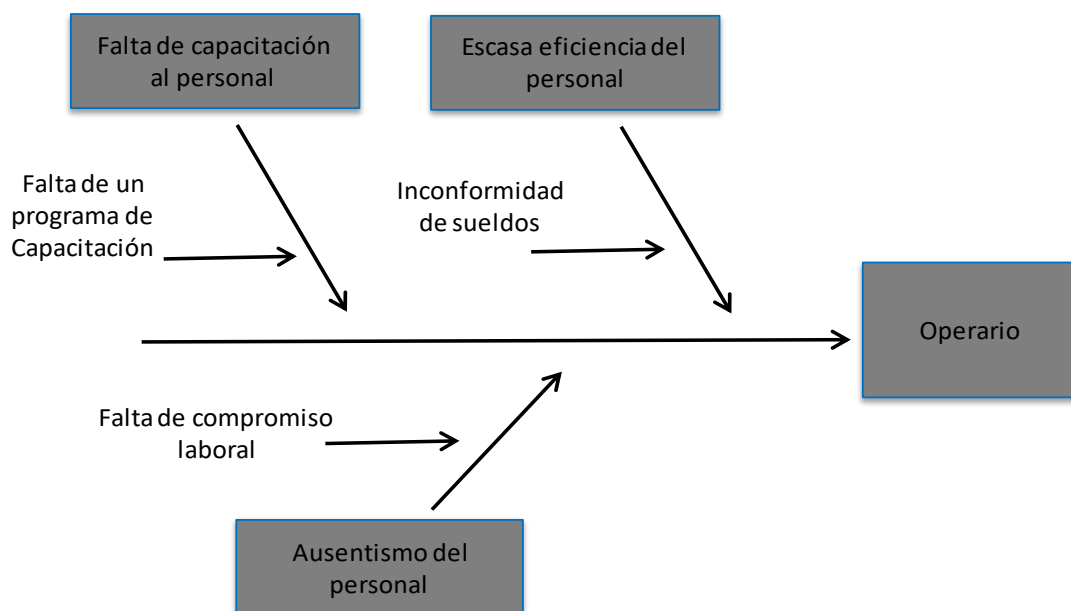 Falta de capacitación
al personal
Escasa eficiencia del
personal
Falta de un
programa de
Capacitación
Inconformidad
de sueldos
Operario
Falta de compromiso
laboral
Ausentismo del
personal